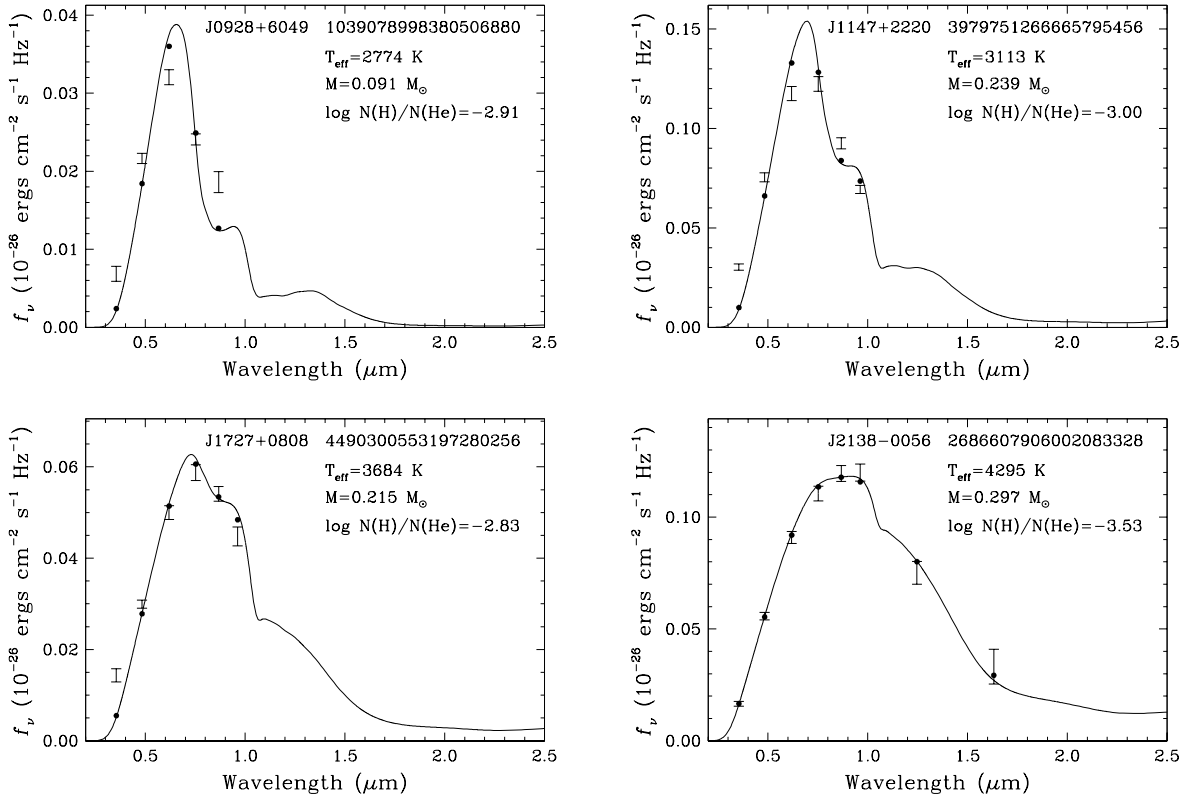 J0928+6049 1039078998380506880
T_eff=2774 K
M=0.091 M⊙
log N(H)/N(He)=−2.91
f_ν (10^−26 ergs cm^−2 s^−1 Hz^−1)
0.04
0.03
0.02
0.01
0.00
0.5 1.0 1.5 2.0 2.5
Wavelength (μm)
J1147+2220 3979751266665795456
T_eff=3113 K
M=0.239 M⊙
log N(H)/N(He)=−3.00
f_ν (10^−26 ergs cm^−2 s^−1 Hz^−1)
0.15
0.10
0.05
0.00
0.5 1.0 1.5 2.0 2.5
Wavelength (μm)
J1727+0808 4490300553197280256
T_eff=3684 K
M=0.215 M⊙
log N(H)/N(He)=−2.83
f_ν (10^−26 ergs cm^−2 s^−1 Hz^−1)
0.06
0.04
0.02
0.00
0.5 1.0 1.5 2.0 2.5
Wavelength (μm)
J2138−0056 2686607906002083328
T_eff=4295 K
M=0.297 M⊙
log N(H)/N(He)=−3.53
f_ν (10^−26 ergs cm^−2 s^−1 Hz^−1)
0.10
0.05
0.00
0.5 1.0 1.5 2.0 2.5
Wavelength (μm)